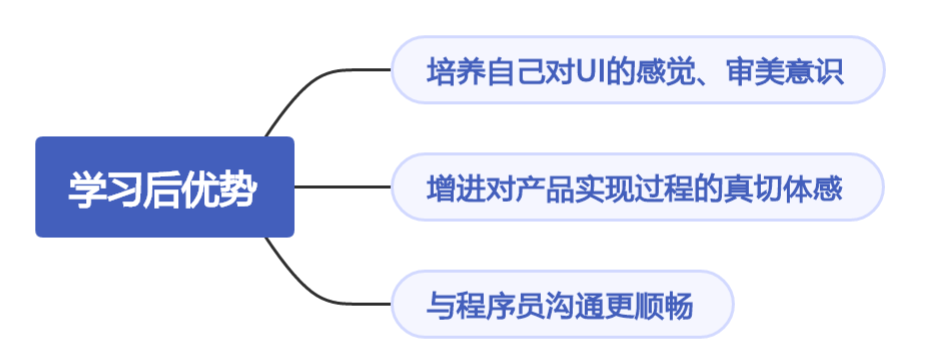 培养自己对UI的感觉、审美意识
学习后优势
增进对产品实现过程的真切体感
与程序员沟通更顺畅